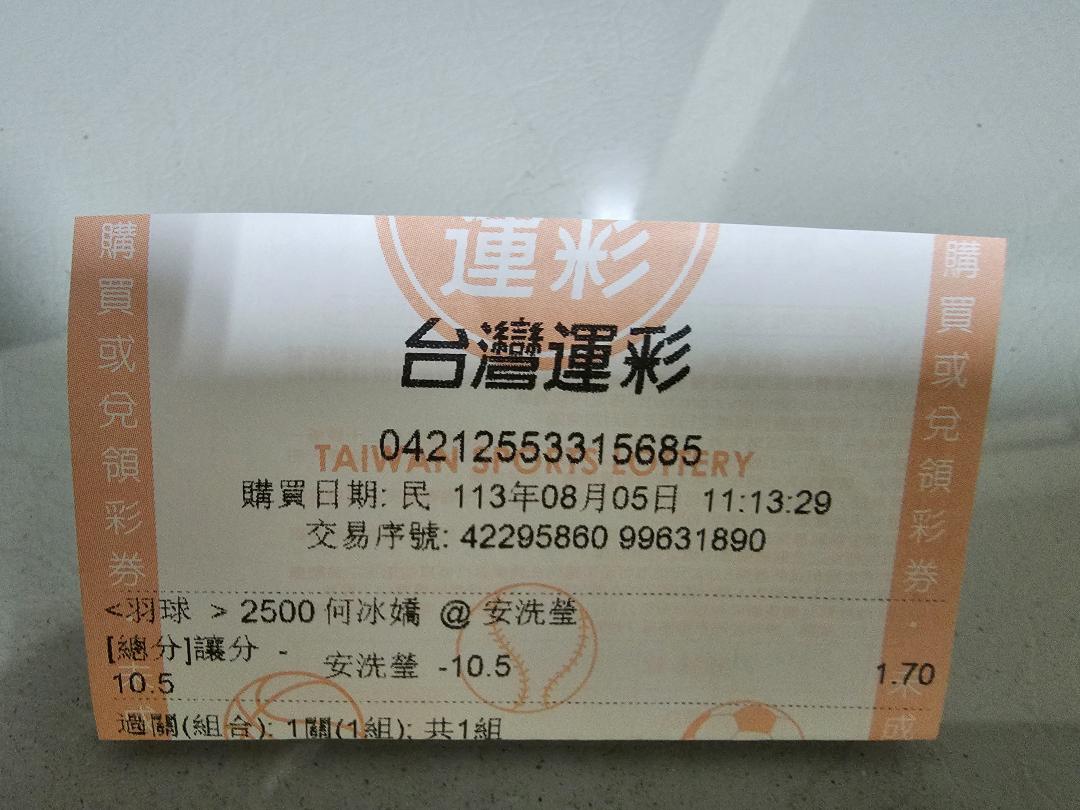 運彩
台灣運彩
04212553315685
TAIWAN SPORTS LOTTERY
購買日期: 民 113年08月05日 11:13:29
交易序號: 42295860 99631890
<羽球 > 2500 何冰嬌 @ 安洗瑩
[總分]讓分 -
10.5
安洗瑩 -10.5
1.70
過關(組合): 1關(1組); 共1組
購買或兌領彩券
購買或兌領彩券．未成